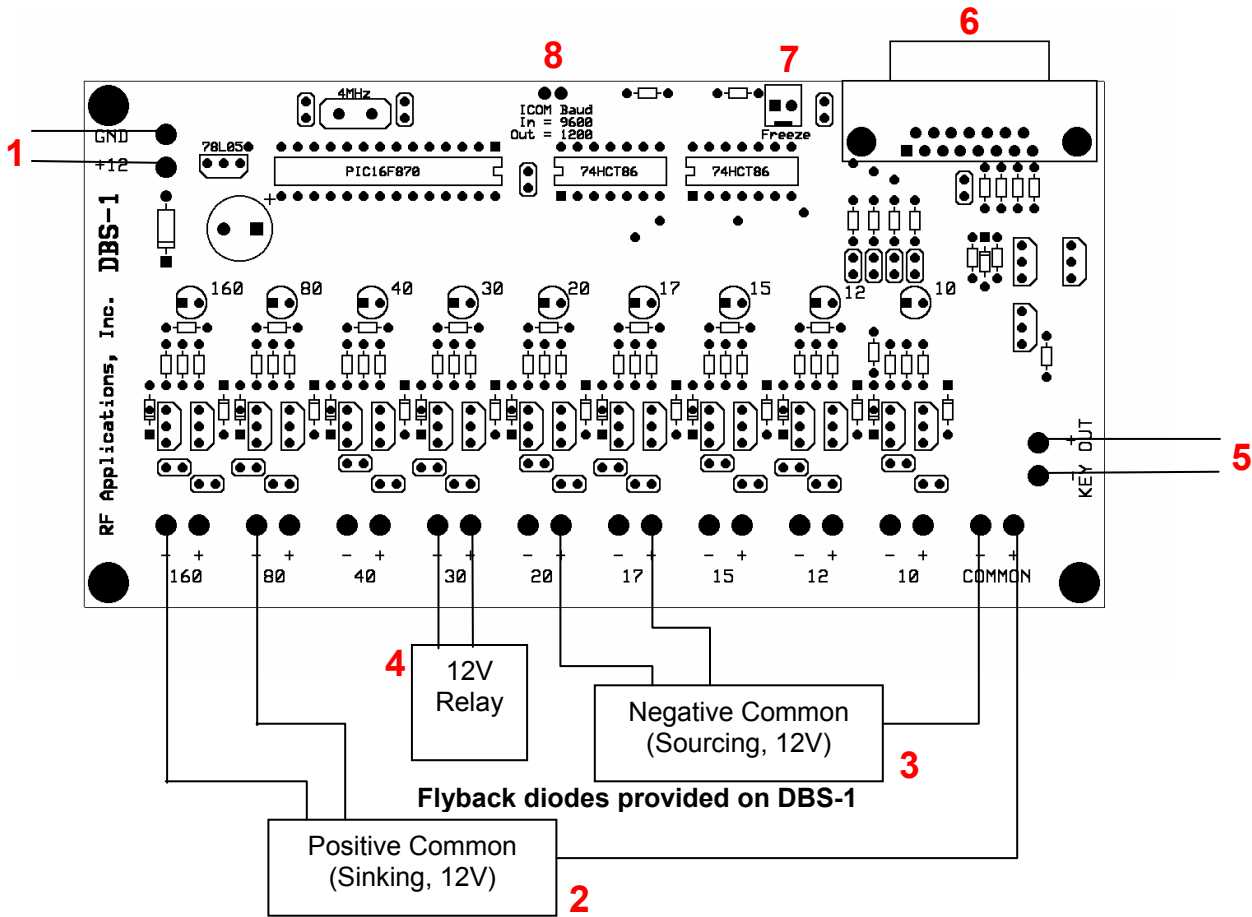 6
8
7
4MHz
ICOM Baud
In = 9600
Out = 1200
Freeze
GND
1
+12
78L05
PIC16F870
74HCT86
74HCT86
+
RF Applications, Inc. DBS-1
160
80
40
30
20
17
15
12
10
+
-
KEY OUT
5
- +
- +
- +
- +
- +
- +
- +
- +
- +
- +
160
80
40
30
20
17
15
12
10
COMMON
4
12V
Relay
Negative Common
(Sourcing, 12V)
3
Flyback diodes provided on DBS-1
Positive Common
(Sinking, 12V)
2